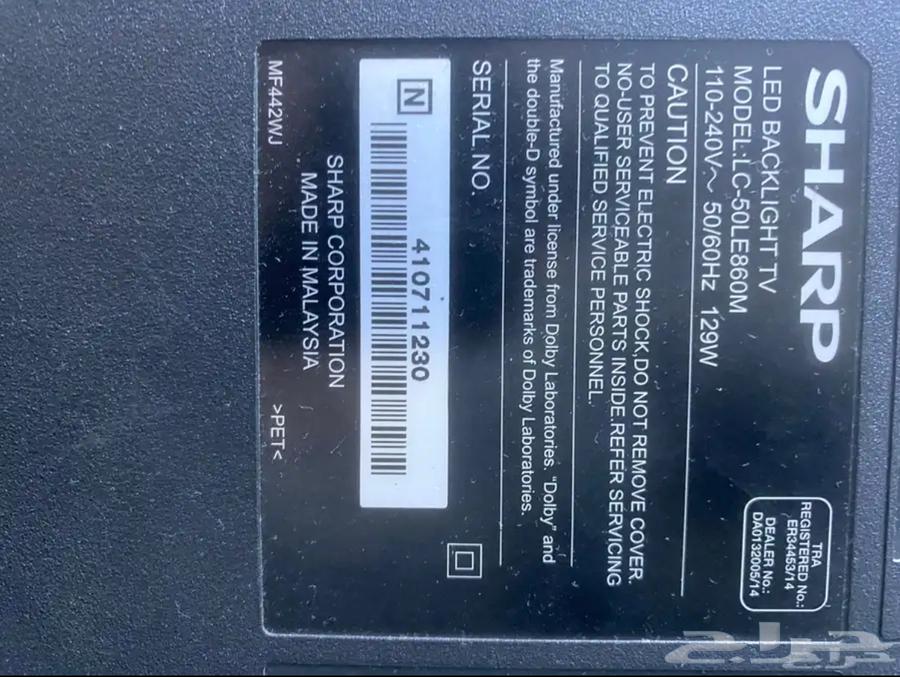 SHARP
LED BACKLIGHT TV
MODEL:LC-50LE860M
110-240V～ 50/60Hz 129W
TRA
REGISTERED No.:
ER34453/14
DEALER No.:
DA0132005/14
CAUTION
TO PREVENT ELECTRIC SHOCK,DO NOT REMOVE COVER.
NO-USER SERVICEABLE PARTS INSIDE.REFER SERVICING
TO QUALIFIED SERVICE PERSONNEL.
Manufactured under license from Dolby Laboratories. “Dolby” and
the double-D symbol are trademarks of Dolby Laboratories.
SERIAL NO.
N
410711230
SHARP CORPORATION
MADE IN MALAYSIA
MF442WJ
>PET<
حراج